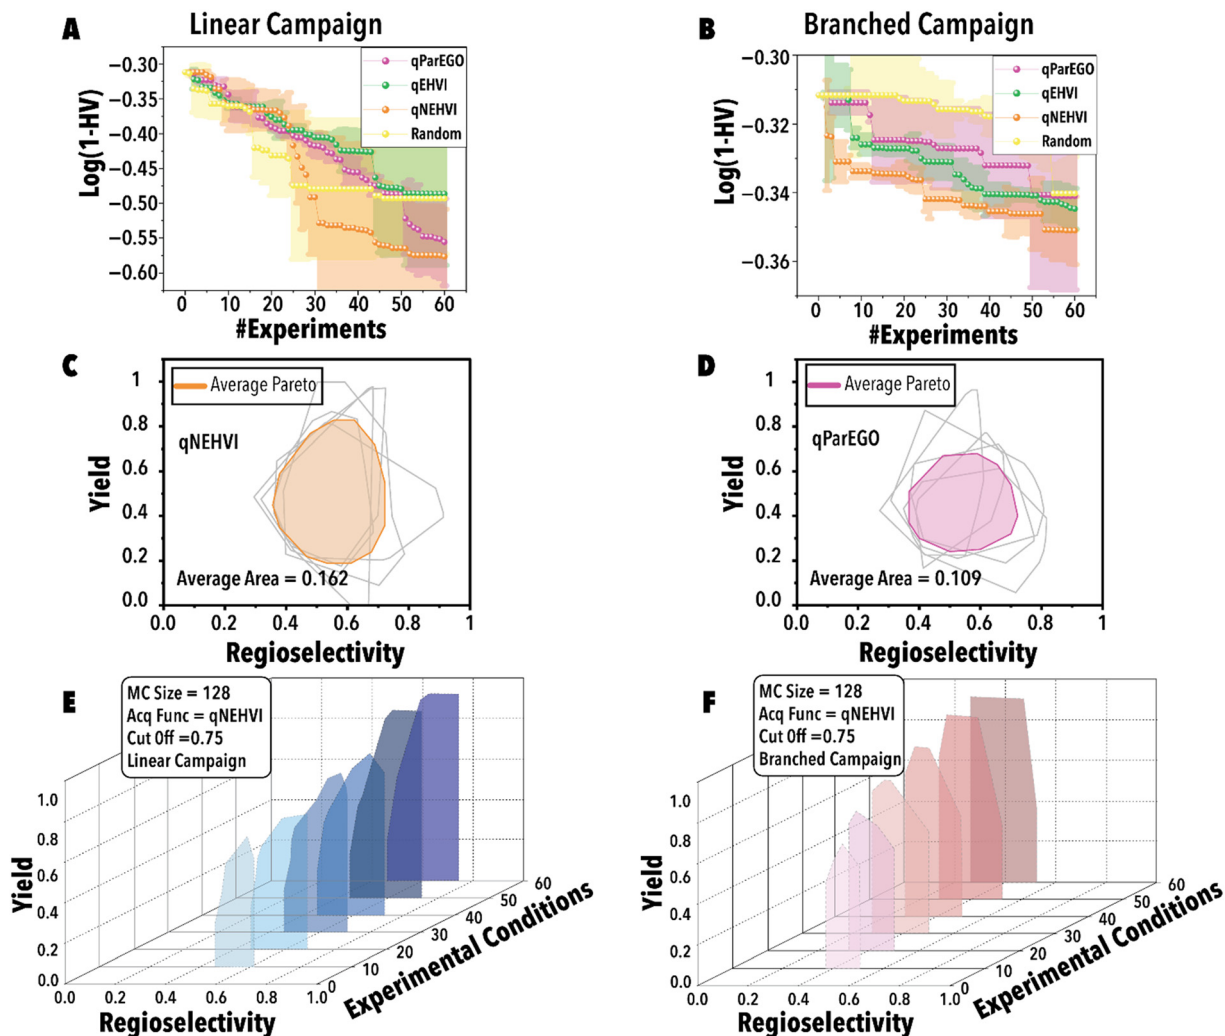 A
Linear Campaign
Log(1-HV)
−0.30
−0.35
−0.40
−0.45
−0.50
−0.55
−0.60
qParEGO
qEHVI
qNEHVI
Random
0 10 20 30 40 50 60
#Experiments
B
Branched Campaign
Log(1-HV)
−0.30
−0.32
−0.34
−0.36
qParEGO
qEHVI
qNEHVI
Random
0 10 20 30 40 50 60
#Experiments
C
Yield
1
0.8
0.6
0.4
0.2
0.0
Average Pareto
qNEHVI
Average Area = 0.162
0.0 0.2 0.4 0.6 0.8 1
Regioselectivity
D
Yield
1
0.8
0.6
0.4
0.2
0.0
Average Pareto
qParEGO
Average Area = 0.109
0.0 0.2 0.4 0.6 0.8 1
Regioselectivity
E
MC Size = 128
Acq Func = qNEHVI
Cut Off =0.75
Linear Campaign
Yield
1.0
0.8
0.6
0.4
0.2
0.0
0.0 0.2 0.4 0.6 0.8 1.0
Regioselectivity
0 10 20 30 40 50 60
Experimental Conditions
F
MC Size = 128
Acq Func = qNEHVI
Cut Off =0.75
Branched Campaign
Yield
1.0
0.8
0.6
0.4
0.2
0.0
0.0 0.2 0.4 0.6 0.8 1.0
Regioselectivity
0 10 20 30 40 50 60
Experimental Conditions